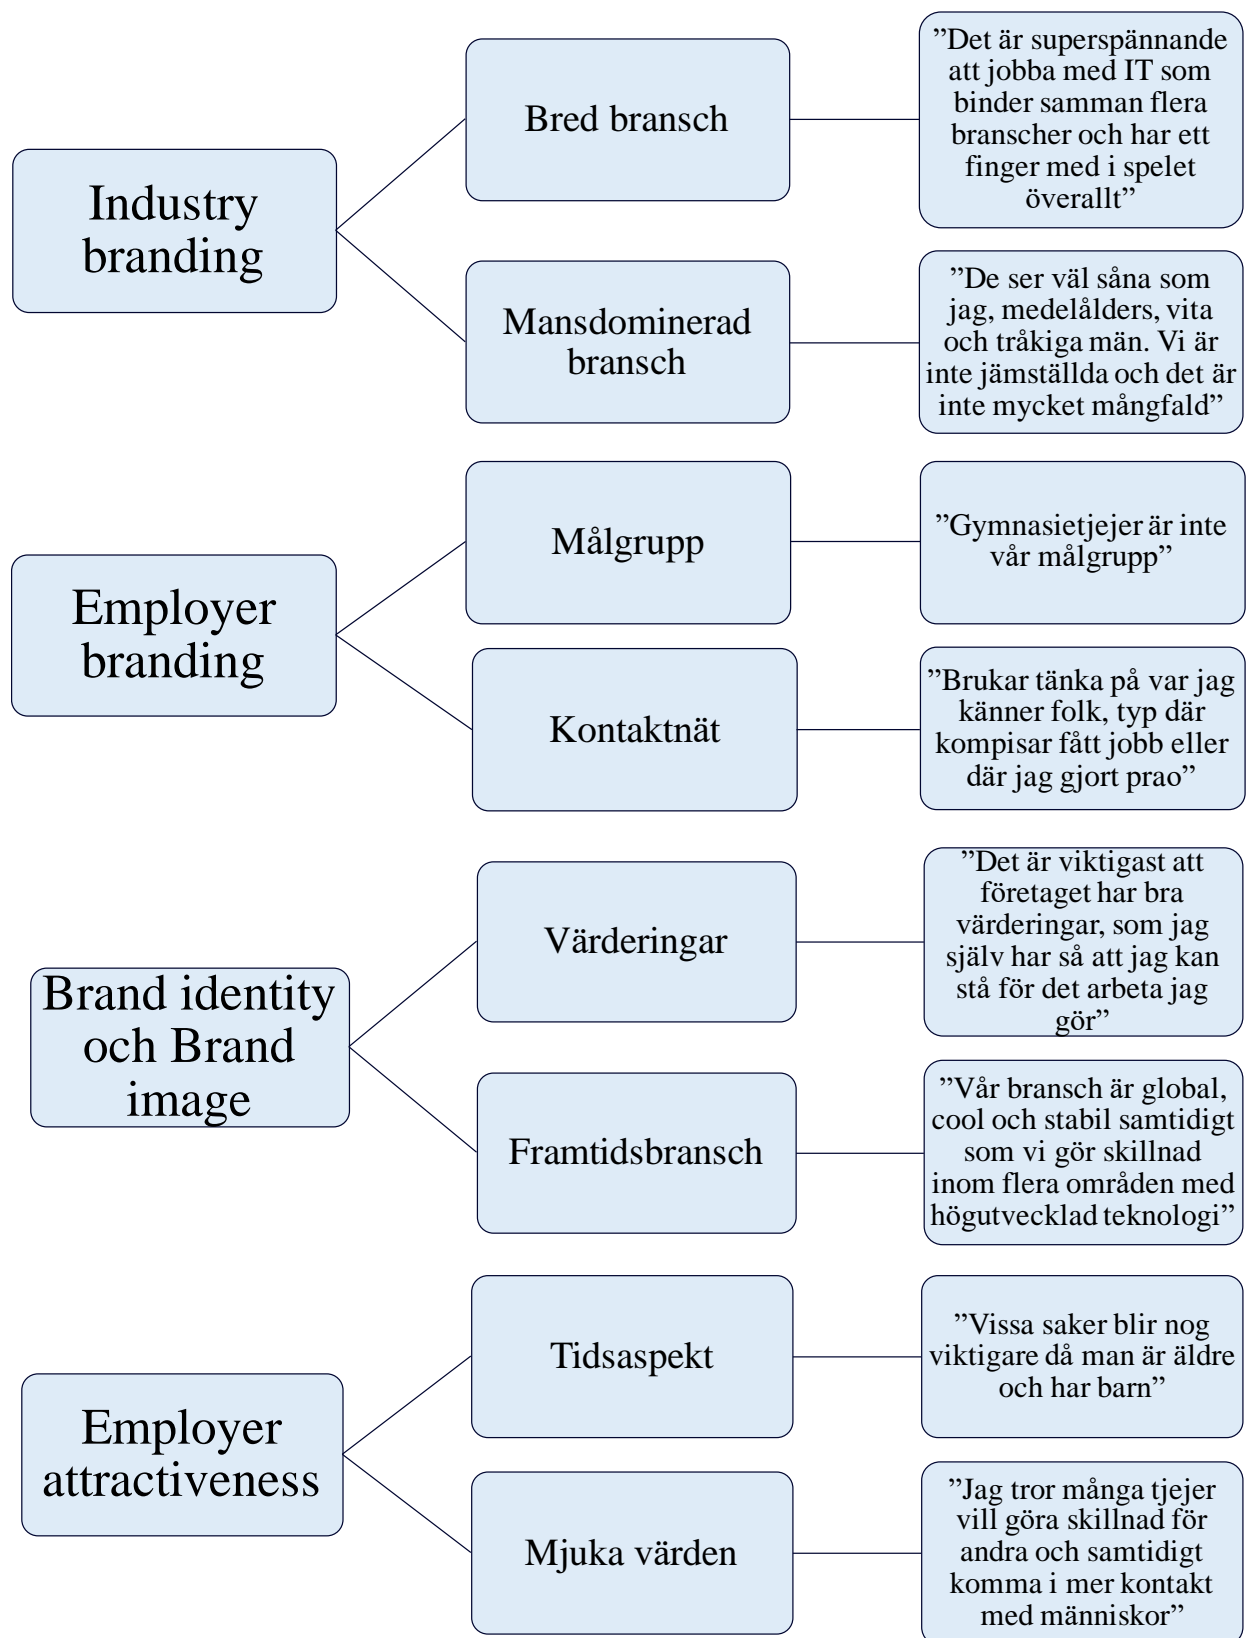 Industry
branding
Bred bransch
”Det är superspännande
att jobba med IT som
binder samman flera
branscher och har ett
finger med i spelet
överallt”
Mansdominerad
bransch
”De ser väl såna som
jag, medelålders, vita
och tråkiga män. Vi är
inte jämställda och det är
inte mycket mångfald”
Employer
branding
Målgrupp
”Gymnasietjejer är inte
vår målgrupp”
Kontaktnät
”Brukar tänka på var jag
känner folk, typ där
kompisar fått jobb eller
där jag gjort prao”
Brand identity
och Brand
image
Värderingar
”Det är viktigast att
företaget har bra
värderingar, som jag
själv har så att jag kan
stå för det arbeta jag
gör”
Framtidsbransch
”Vår bransch är global,
cool och stabil samtidigt
som vi gör skillnad
inom flera områden med
högutvecklad teknologi”
Employer
attractiveness
Tidsaspekt
”Vissa saker blir nog
viktigare då man är äldre
och har barn”
Mjuka värden
”Jag tror många tjejer
vill göra skillnad för
andra och samtidigt
komma i mer kontakt
med människor”